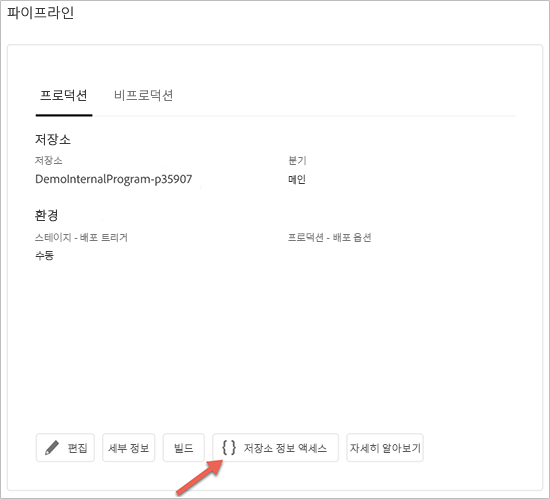 파이프라인
프로덕션 비프로덕션
저장소
저장소 분기
DemoInternalProgram-p35907 메인
환경
스테이지 - 배포 트리거 프로덕션 - 배포 옵션
수동
편집 세부 정보 빌드 { } 저장소 정보 액세스 자세히 알아보기